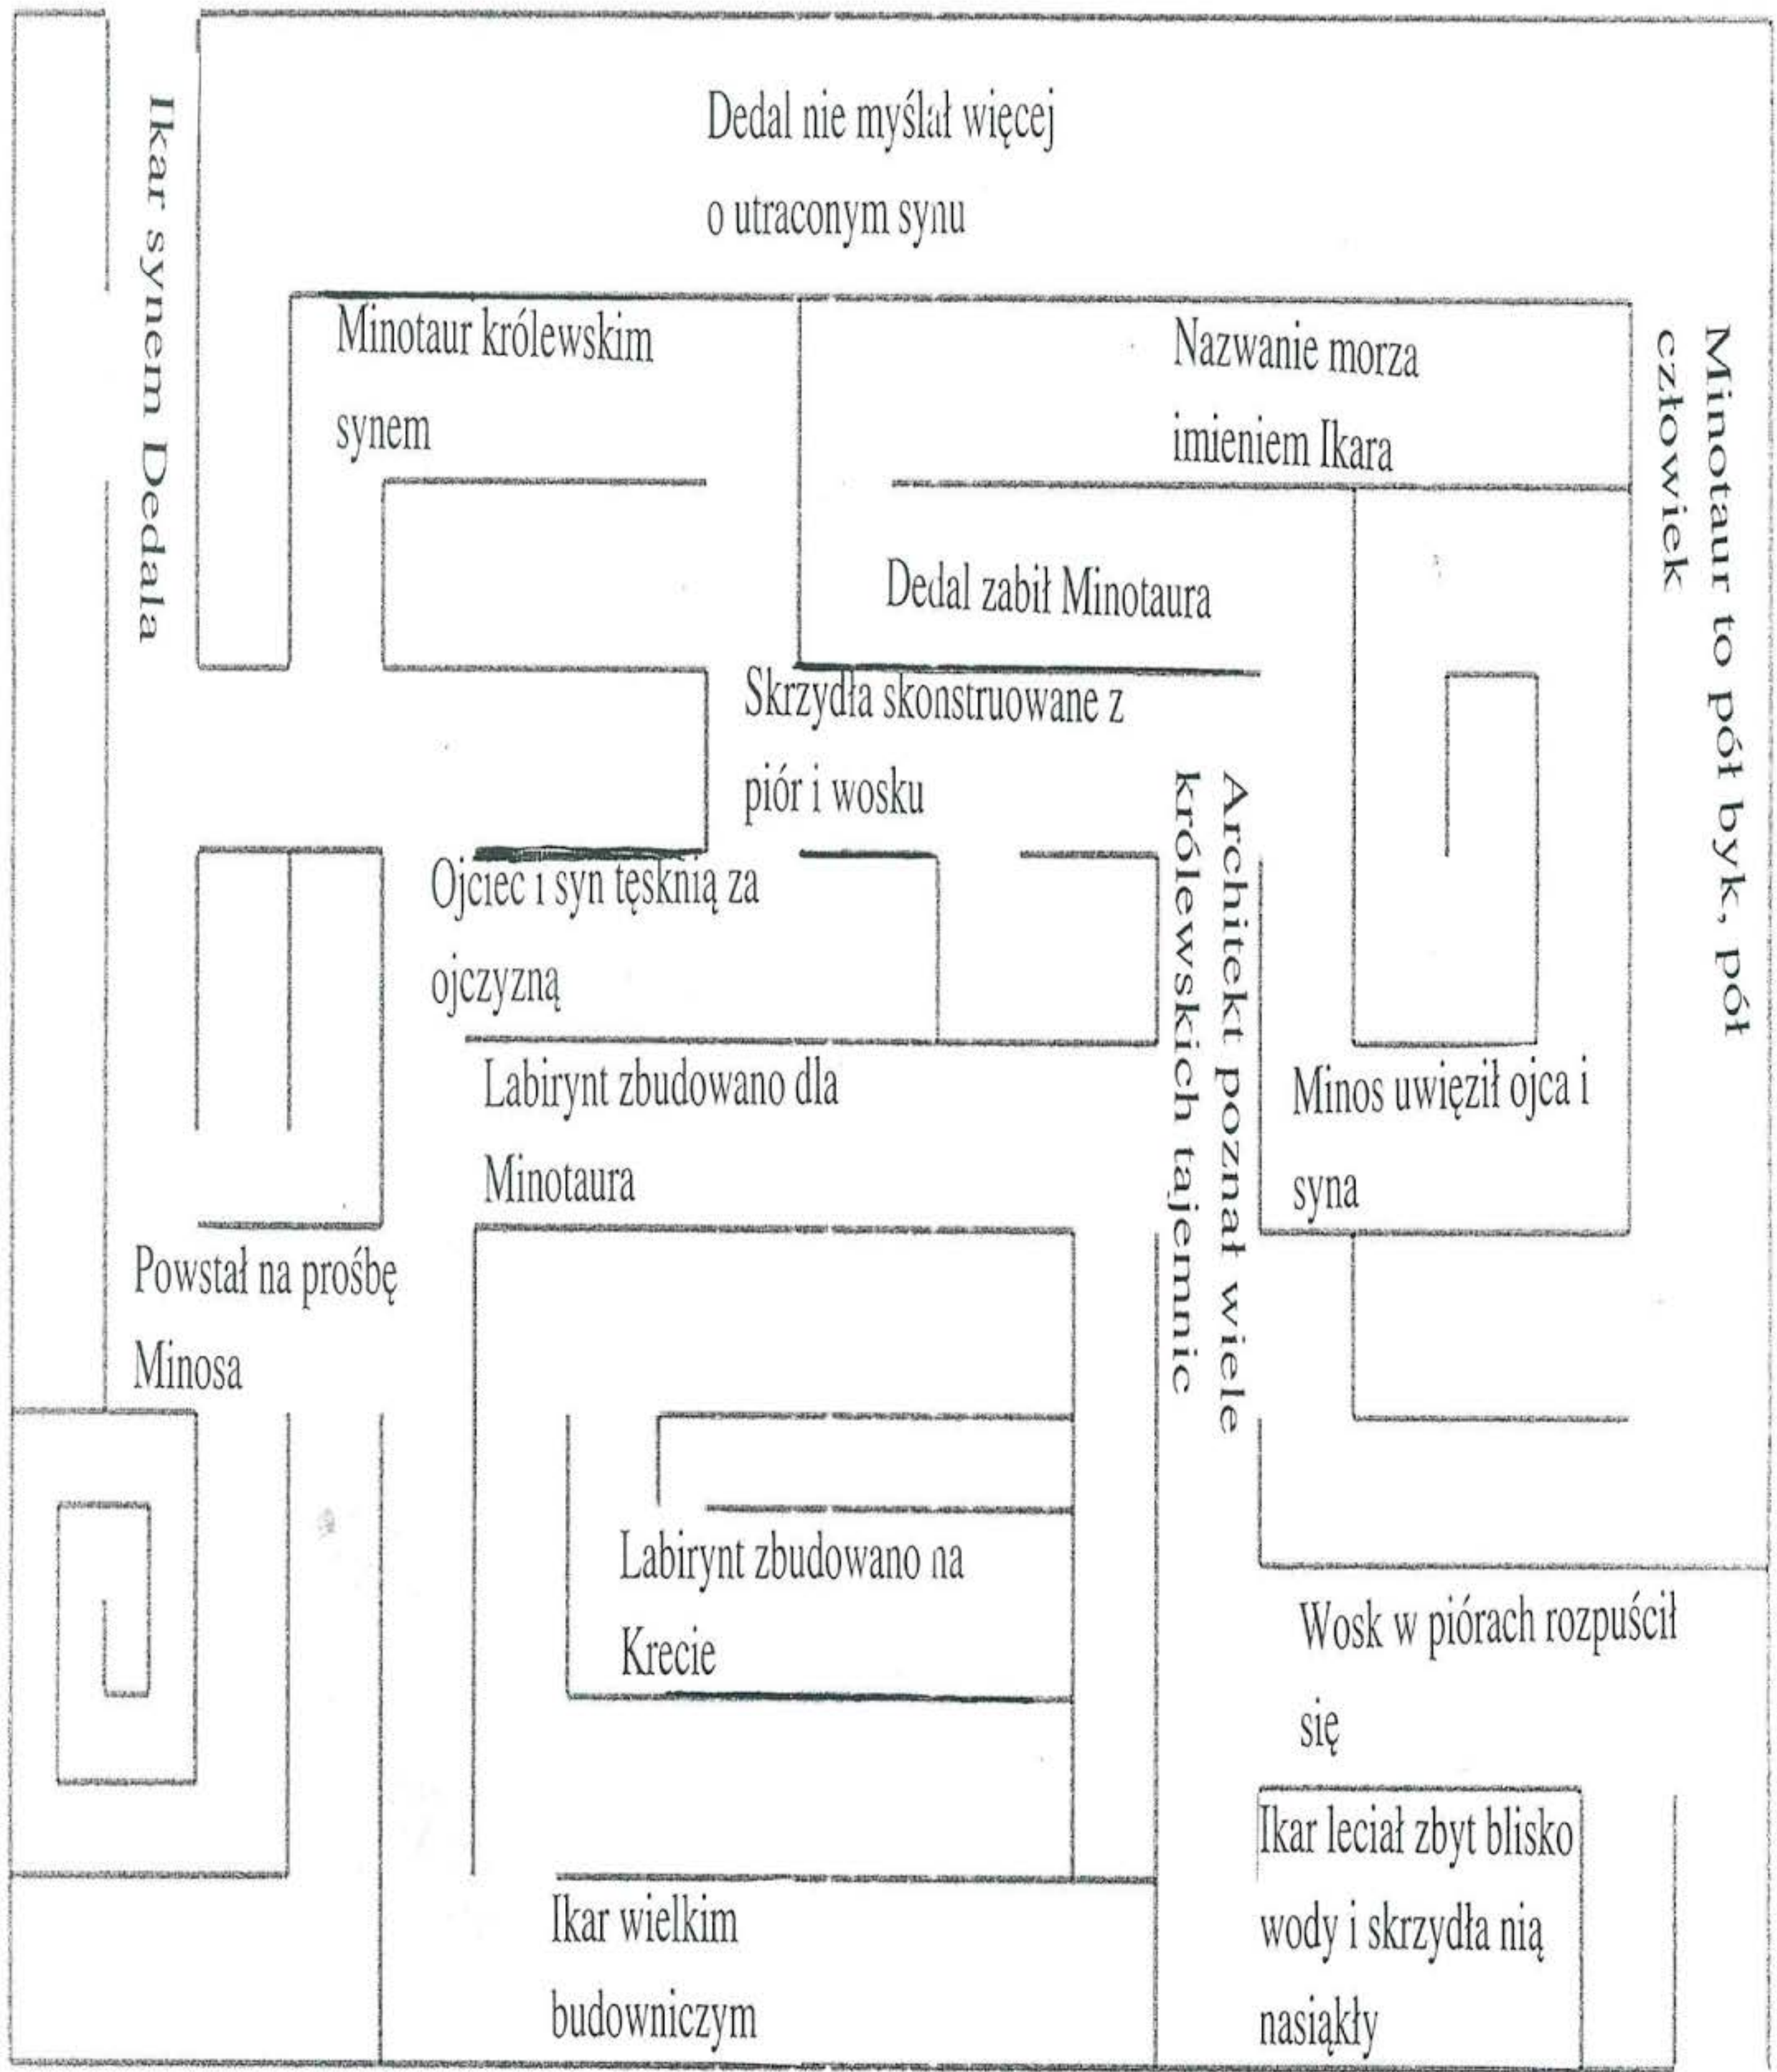 Ikar synem Dedala
Dedal nie myślał więcej
o utraconym synu
Minotaur królewskim
synem
Nazwanie morza
imieniem Ikara
Minotaur to pół byk, pół
człowiek
Dedal zabił Minotaura
Skrzydła skonstruowane z
piór i wosku
Architekt poznał wiele
królewskich tajemnic
Ojciec i syn tęsknią za
ojczyzną
Labirynt zbudowano dla
Minotaura
Minos uwięził ojca i
syna
Powstał na prośbę
Minosa
Labirynt zbudowano na
Krecie
Wosk w piórach rozpuścił
się
Ikar leciał zbyt blisko
wody i skrzydła nią
nasiąkły
Ikar wielkim
budowniczym